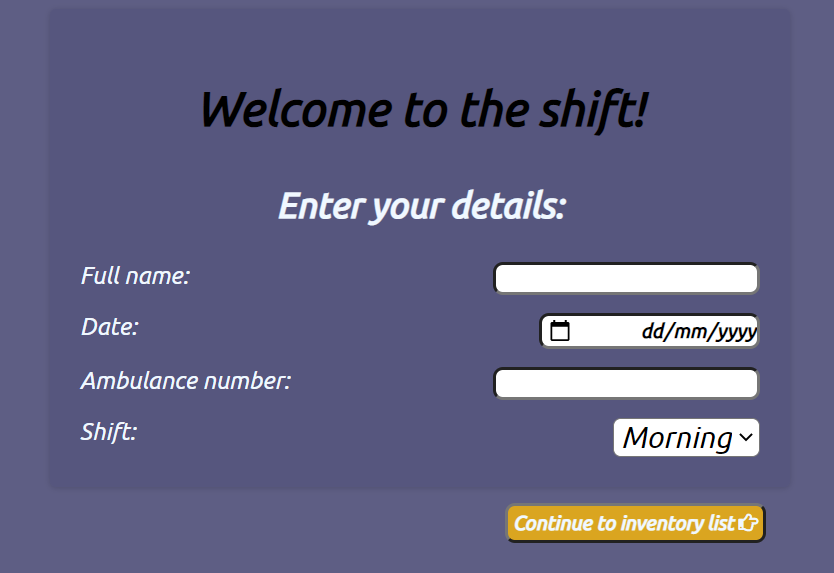 Welcome to the shift!
Enter your details:
Full name:
Date:
dd/mm/yyyy
Ambulance number:
Shift:
Morning
Continue to inventory list